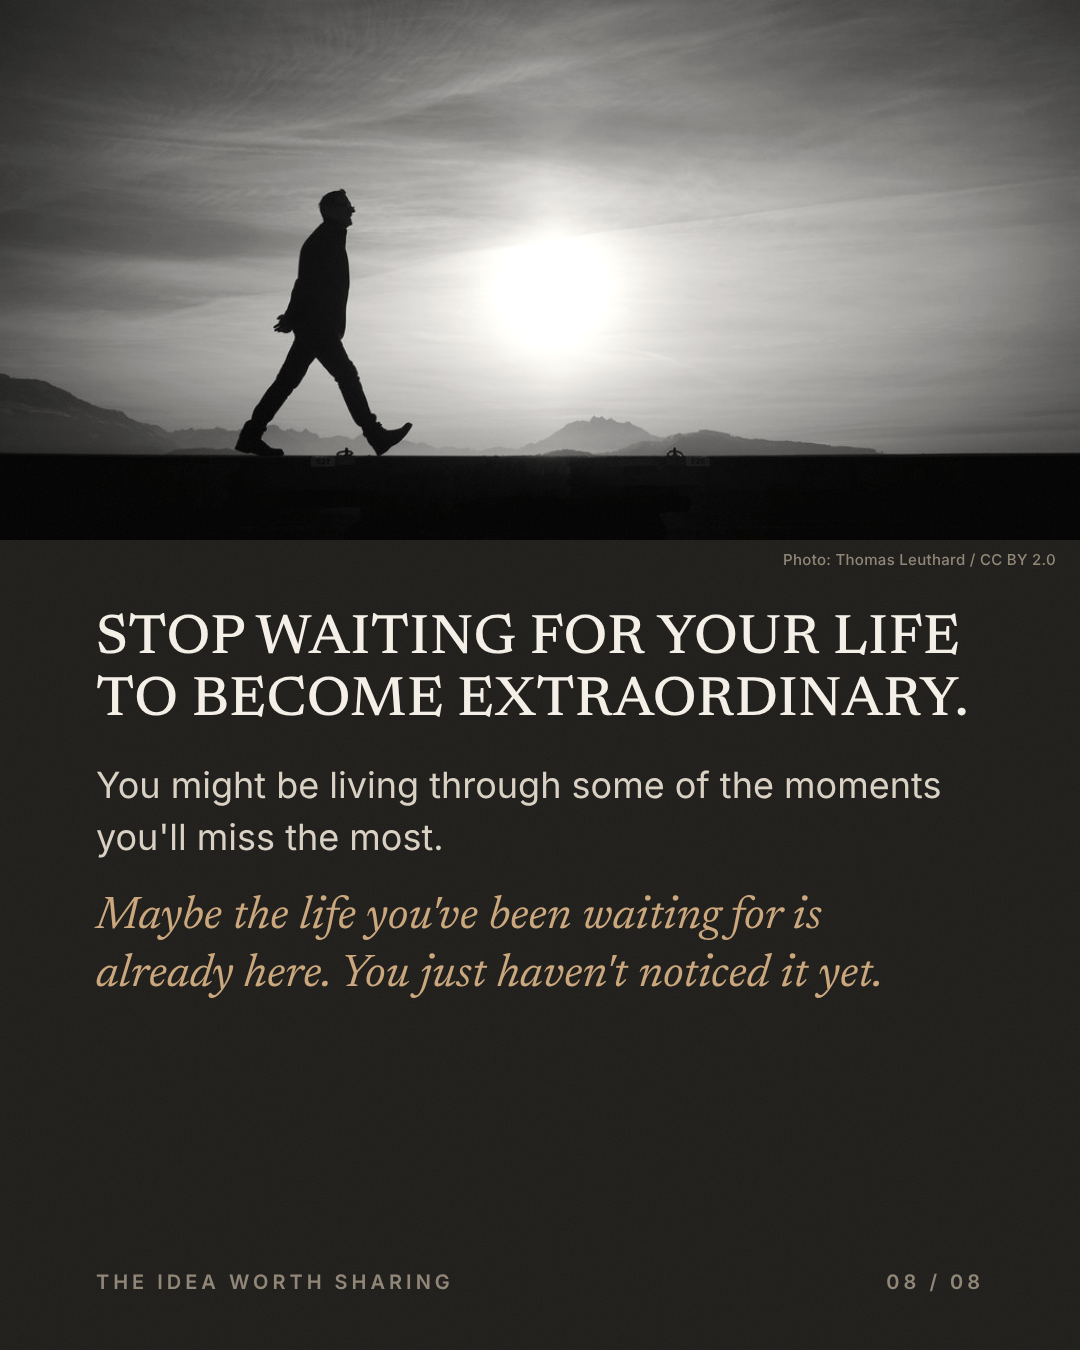 Photo: Thomas Leuthard / CC BY 2.0
STOP WAITING FOR YOUR LIFE
TO BECOME EXTRAORDINARY.
You might be living through some of the moments
you'll miss the most.
Maybe the life you've been waiting for is
already here. You just haven't noticed it yet.
THE IDEA WORTH SHARING
08 / 08